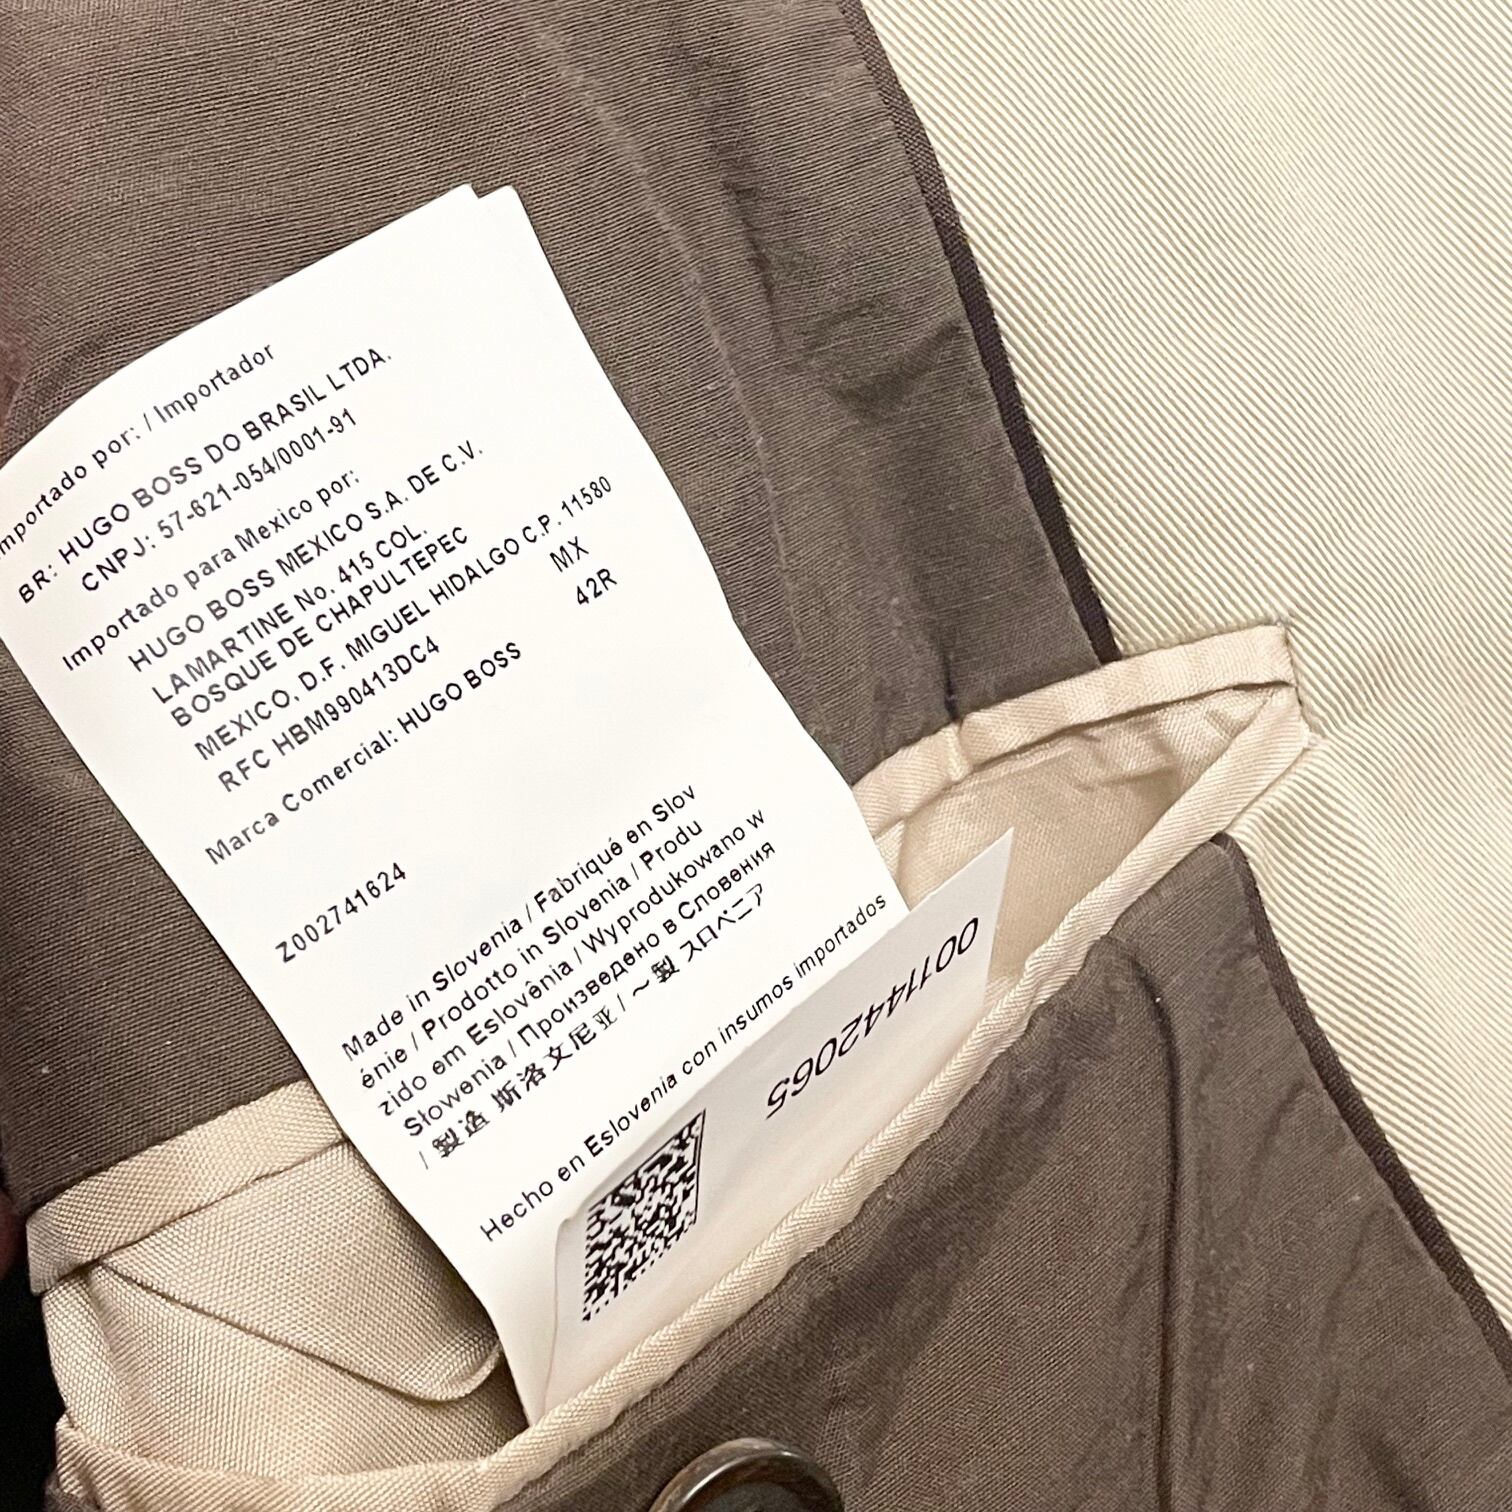 Importado por: / Importador
BR: HUGO BOSS DO BRASIL LTDA.
CNPJ: 57-621-054/0001-91
Importado para Mexico por:
HUGO BOSS MEXICO S.A. DE C.V.
LAMARTINE No. 415 COL.
BOSQUE DE CHAPULTEPEC
MEXICO, D.F. MIGUEL HIDALGO C.P. 11580
RFC HBM990413DC4
MX
42R
Marca Comercial: HUGO BOSS
Z002741624
Made in Slovenia / Fabriqué en Slov
énie / Prodotto in Slovenia / Produ
zido em Eslovênia / Wyprodukowano w
Słowenia / Произведено в Словения
/ 製造 斯洛文尼亚 / ~製 スロベニア
Hecho en Eslovenia con insumos importados
0011442065